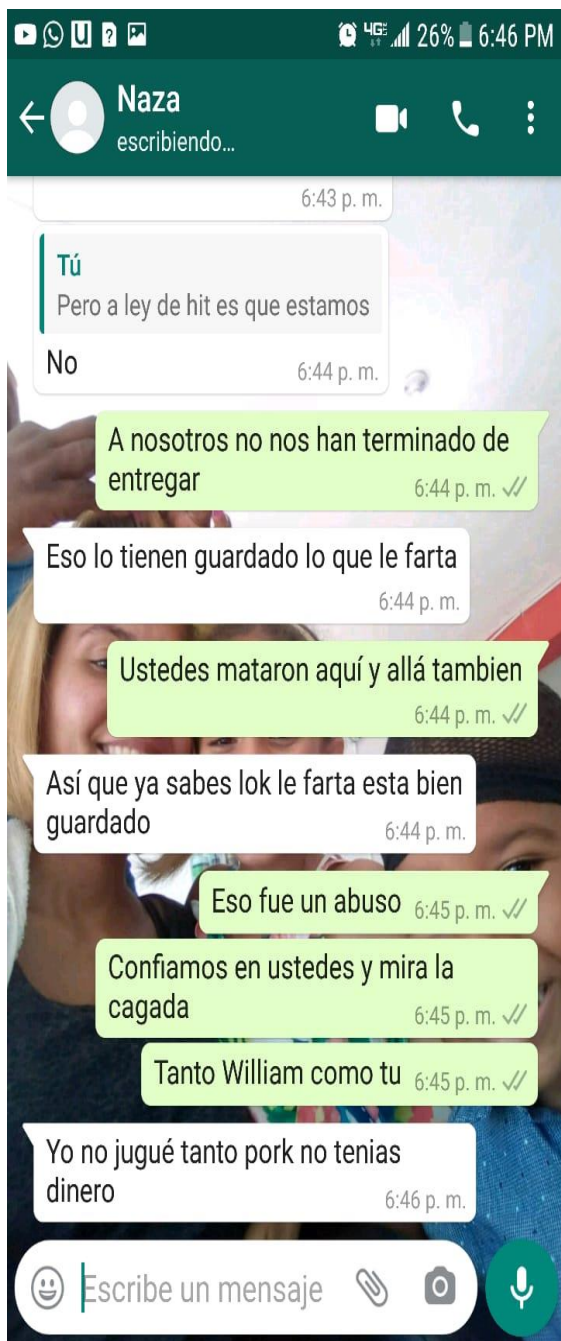 4GE 26% 6:46 PM
Naza
escribiendo...
6:43 p. m.
Tú
Pero a ley de hit es que estamos
No 6:44 p. m.
A nosotros no nos han terminado de
entregar 6:44 p. m.
Eso lo tienen guardado lo que le farta
6:44 p. m.
Ustedes mataron aquí y allá tambien
6:44 p. m.
Así que ya sabes lok le farta esta bien
guardado 6:44 p. m.
Eso fue un abuso 6:45 p. m.
Confiamos en ustedes y mira la
cagada 6:45 p. m.
Tanto William como tu 6:45 p. m.
Yo no jugué tanto pork no tenias
dinero 6:46 p. m.
Escribe un mensaje